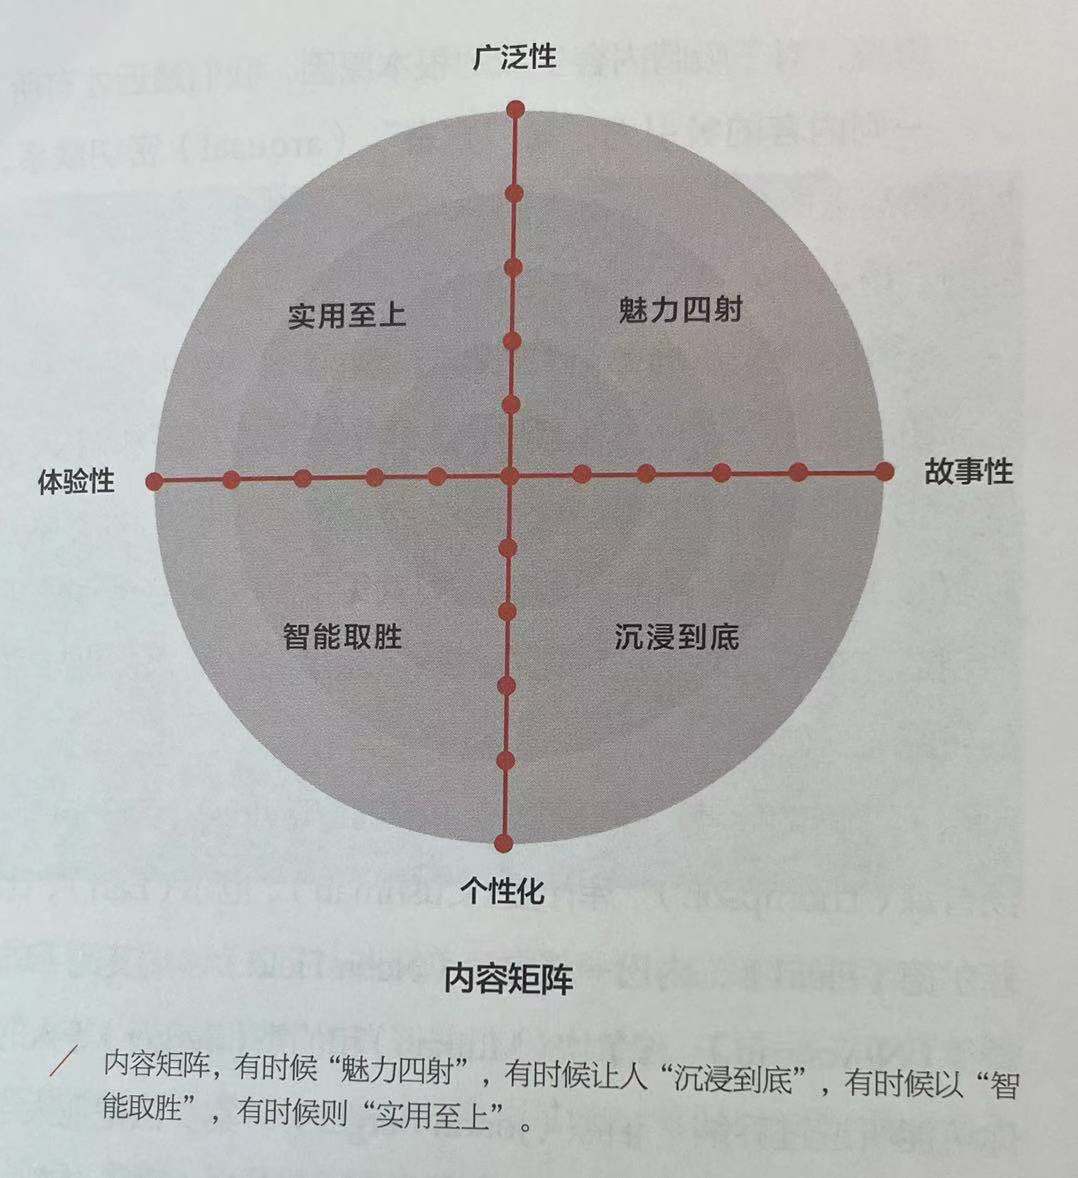 广泛性
实用至上
魅力四射
体验性
故事性
智能取胜
沉浸到底
个性化
内容矩阵
内容矩阵，有时候“魅力四射”，有时候让人“沉浸到底”，有时候以“智
能取胜”，有时候则“实用至上”。